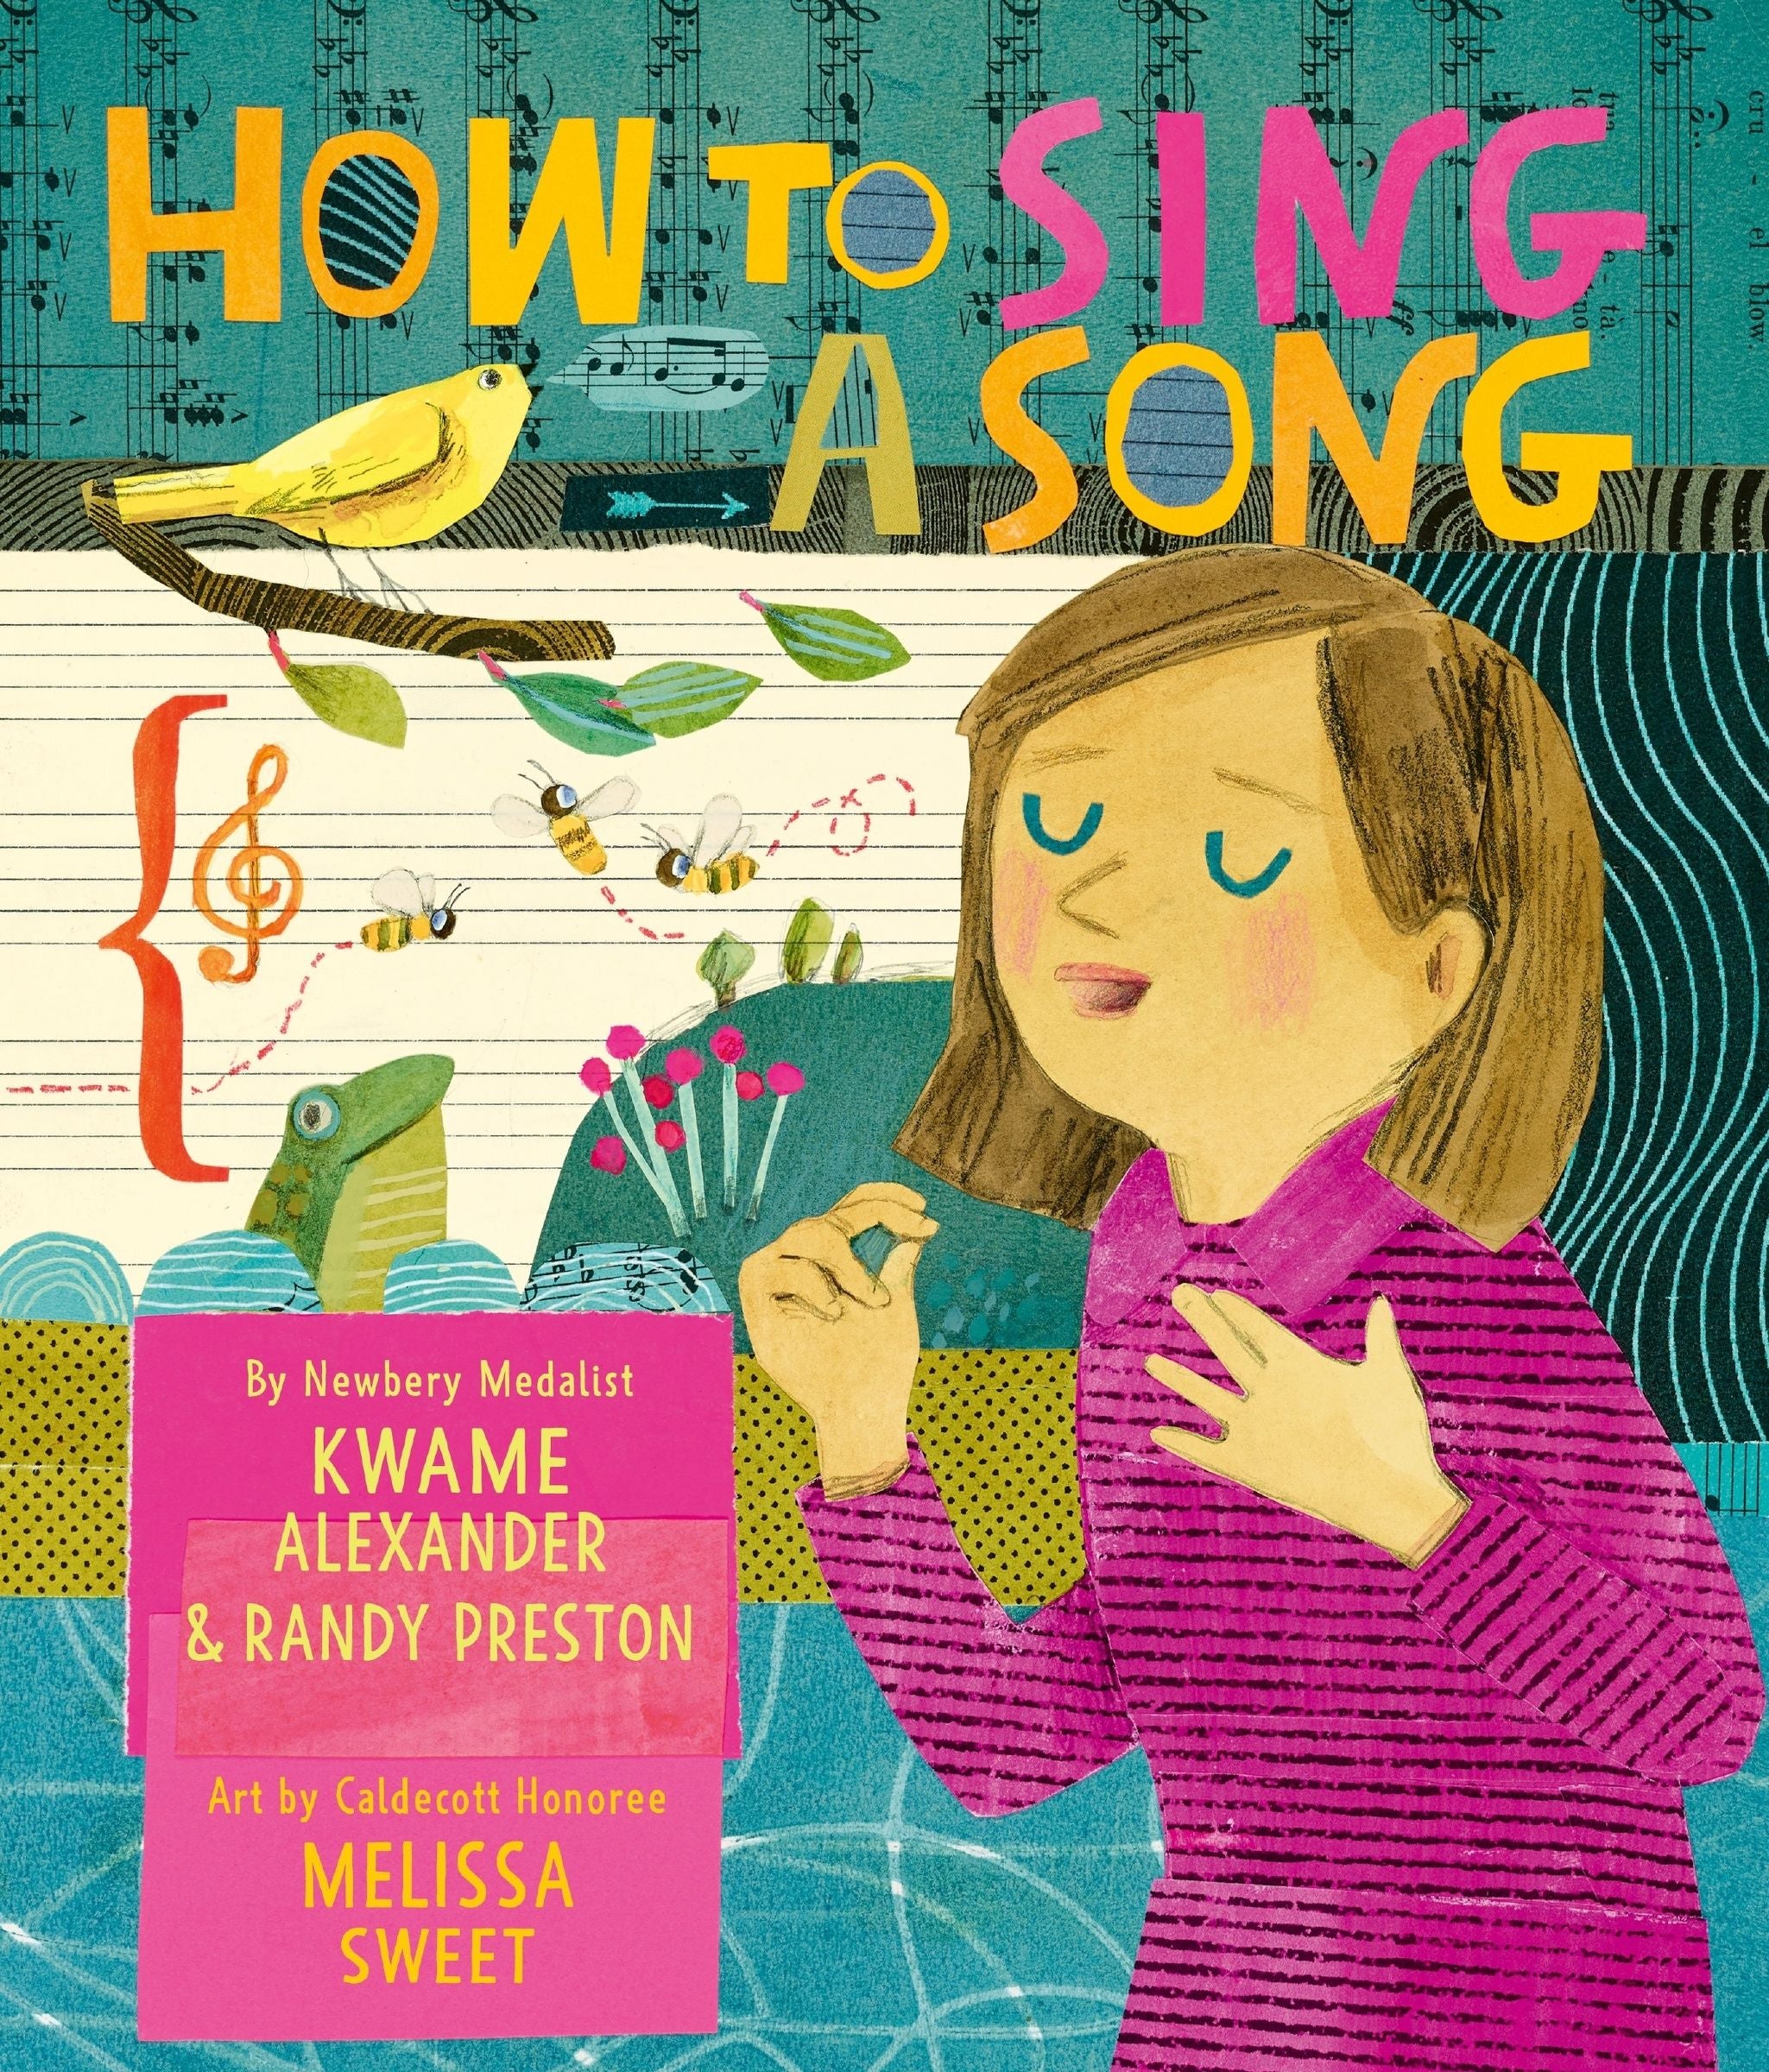 HOW TO SING
A SONG
By Newbery Medalist
KWAME
ALEXANDER
& RANDY PRESTON
Art by Caldecott Honoree
MELISSA
SWEET